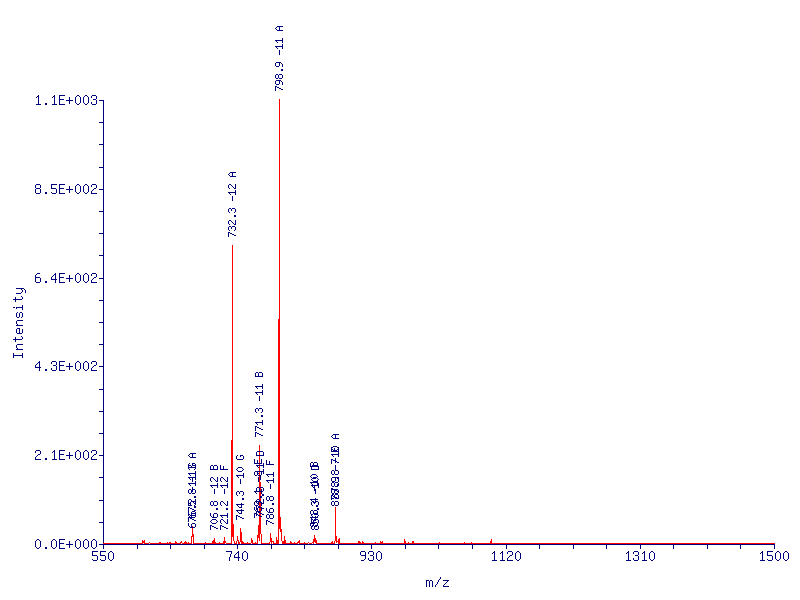 798.9 -11 A
1.1E+003
732.3 -12 A
8.5E+002
6.4E+002
Intensity
4.3E+002
771.3 -11 B
2.1E+002
706.8 -12 B
721.2 -12 F
744.3 -10 G
786.8 -11 F
0.0E+000
550
740
930
1120
1310
1500
m/z